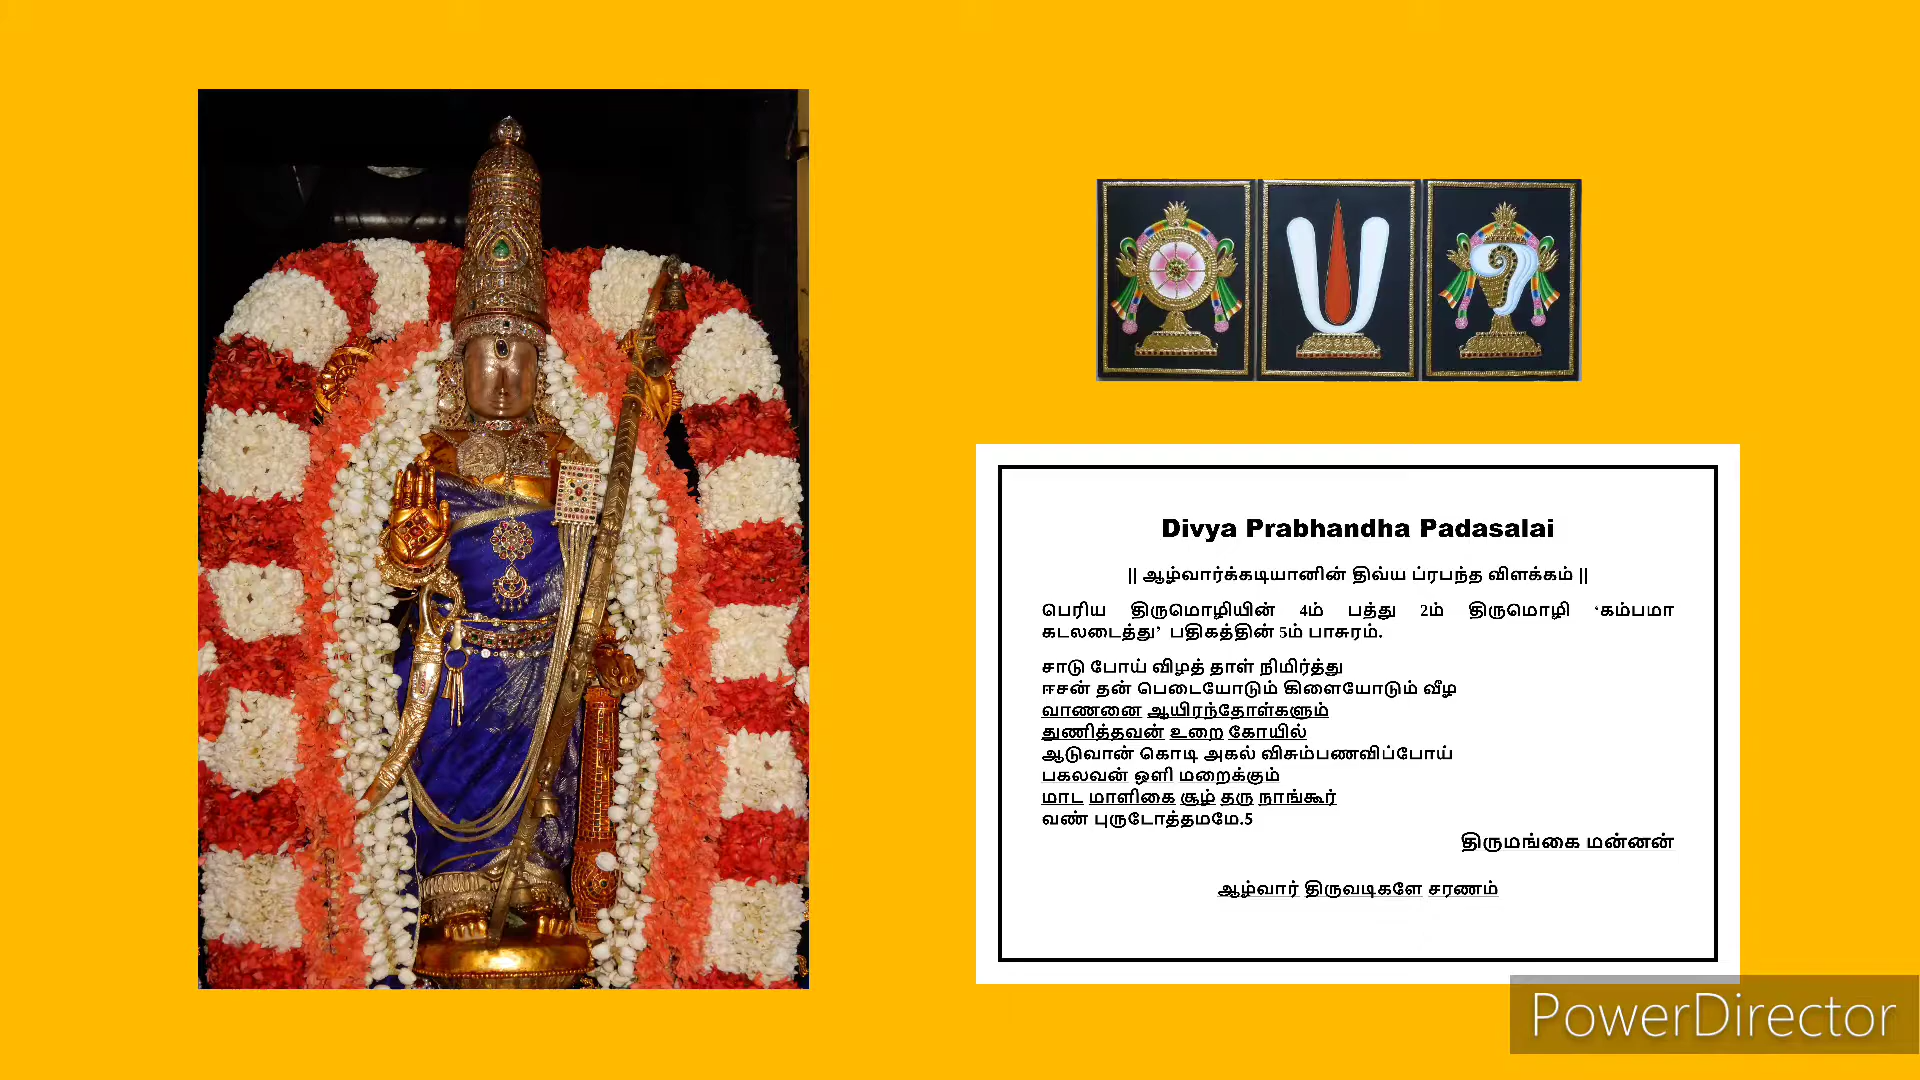 Divya Prabhandha Padasalai
|| ஆழ்வார்க்கடியானின் திவ்ய ப்ரபந்த விளக்கம் ||
பெரிய திருமொழியின் 4ம் பத்து 2ம் திருமொழி ‘கம்பமா
கடலடைத்து’ பதிகத்தின் 5ம் பாசுரம்.
சாடு போய் விழத் தாள் நிமிர்த்து
ஈசன் தன் பெடையோடும் கிளையோடும் வீழ
வாணனை ஆயிரந்தோள்களும்
துணித்தவன் உறை கோயில்
ஆடுவான் கொடி அகல் விசும்பணவிப்போய்
பகலவன் ஒளி மறைக்கும்
மாட மாளிகை சூழ் தரு நாங்கூர்
வண் புருடோத்தமமே.5
திருமங்கை மன்னன்
ஆழ்வார் திருவடிகளே சரணம்
PowerDirector